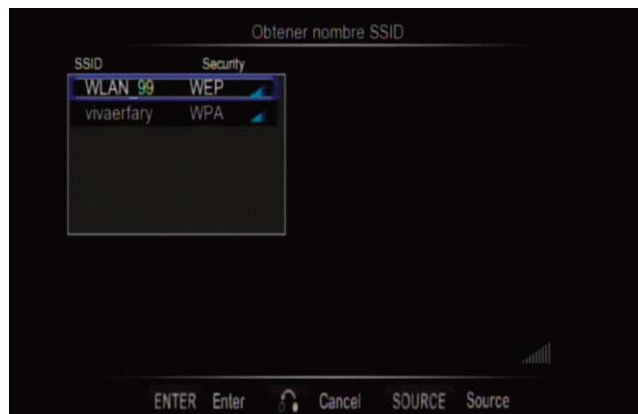 Obtener nombre SSID
SSID Security
WLAN_99 WEP
vivaerfary WPA
ENTER Enter Cancel SOURCE Source